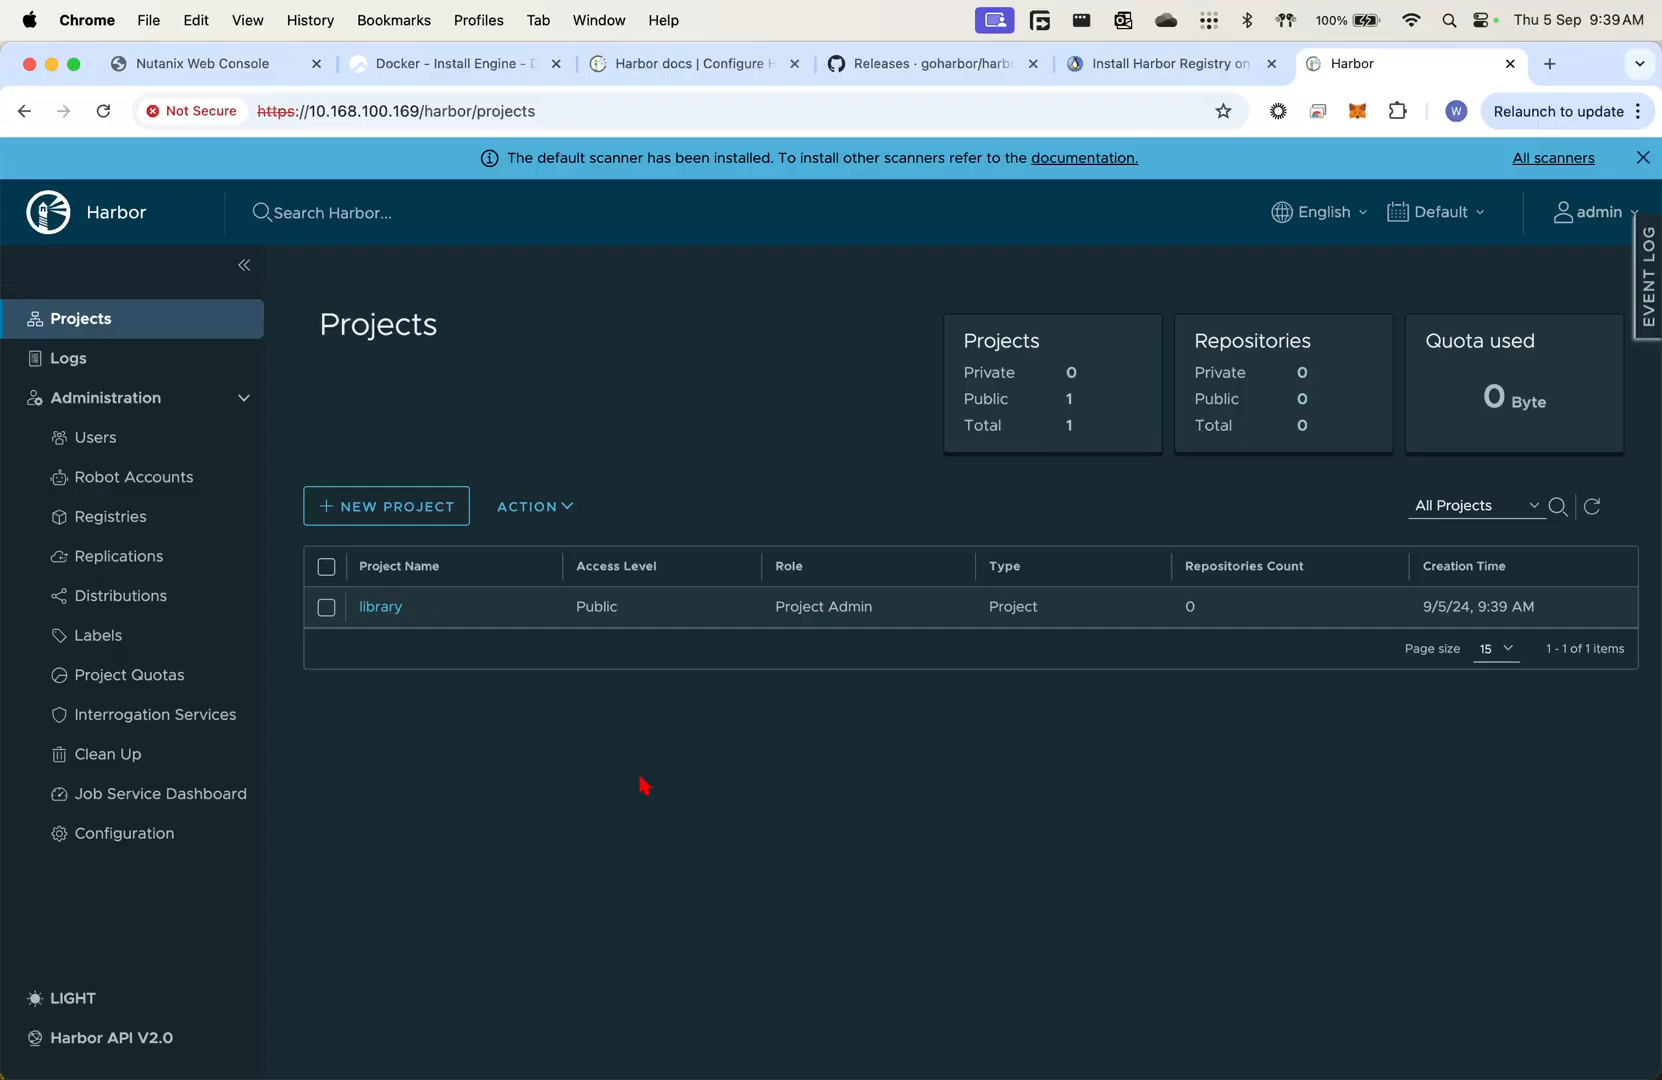 Chrome File Edit View History Bookmarks Profiles Tab Window Help 100% Thu 5 Sep 9:39 AM
Nutanix Web Console Docker - Install Engine - Harbor docs | Configure Releases · goharbor/harb Install Harbor Registry on Harbor
Not Secure https://10.168.100.169/harbor/projects W Relaunch to update
The default scanner has been installed. To install other scanners refer to the documentation. All scanners
Harbor Search Harbor... English Default admin
EVENT LOG
Projects
Logs
Administration
Users
Robot Accounts
Registries
Replications
Distributions
Labels
Project Quotas
Interrogation Services
Clean Up
Job Service Dashboard
Configuration
LIGHT
Harbor API V2.0
Projects
Projects
Private 0
Public 1
Total 1
Repositories
Private 0
Public 0
Total 0
Quota used
0 Byte
+ NEW PROJECT ACTION All Projects
Project Name Access Level Role Type Repositories Count Creation Time
library Public Project Admin Project 0 9/5/24, 9:39 AM
Page size 15 1 - 1 of 1 items